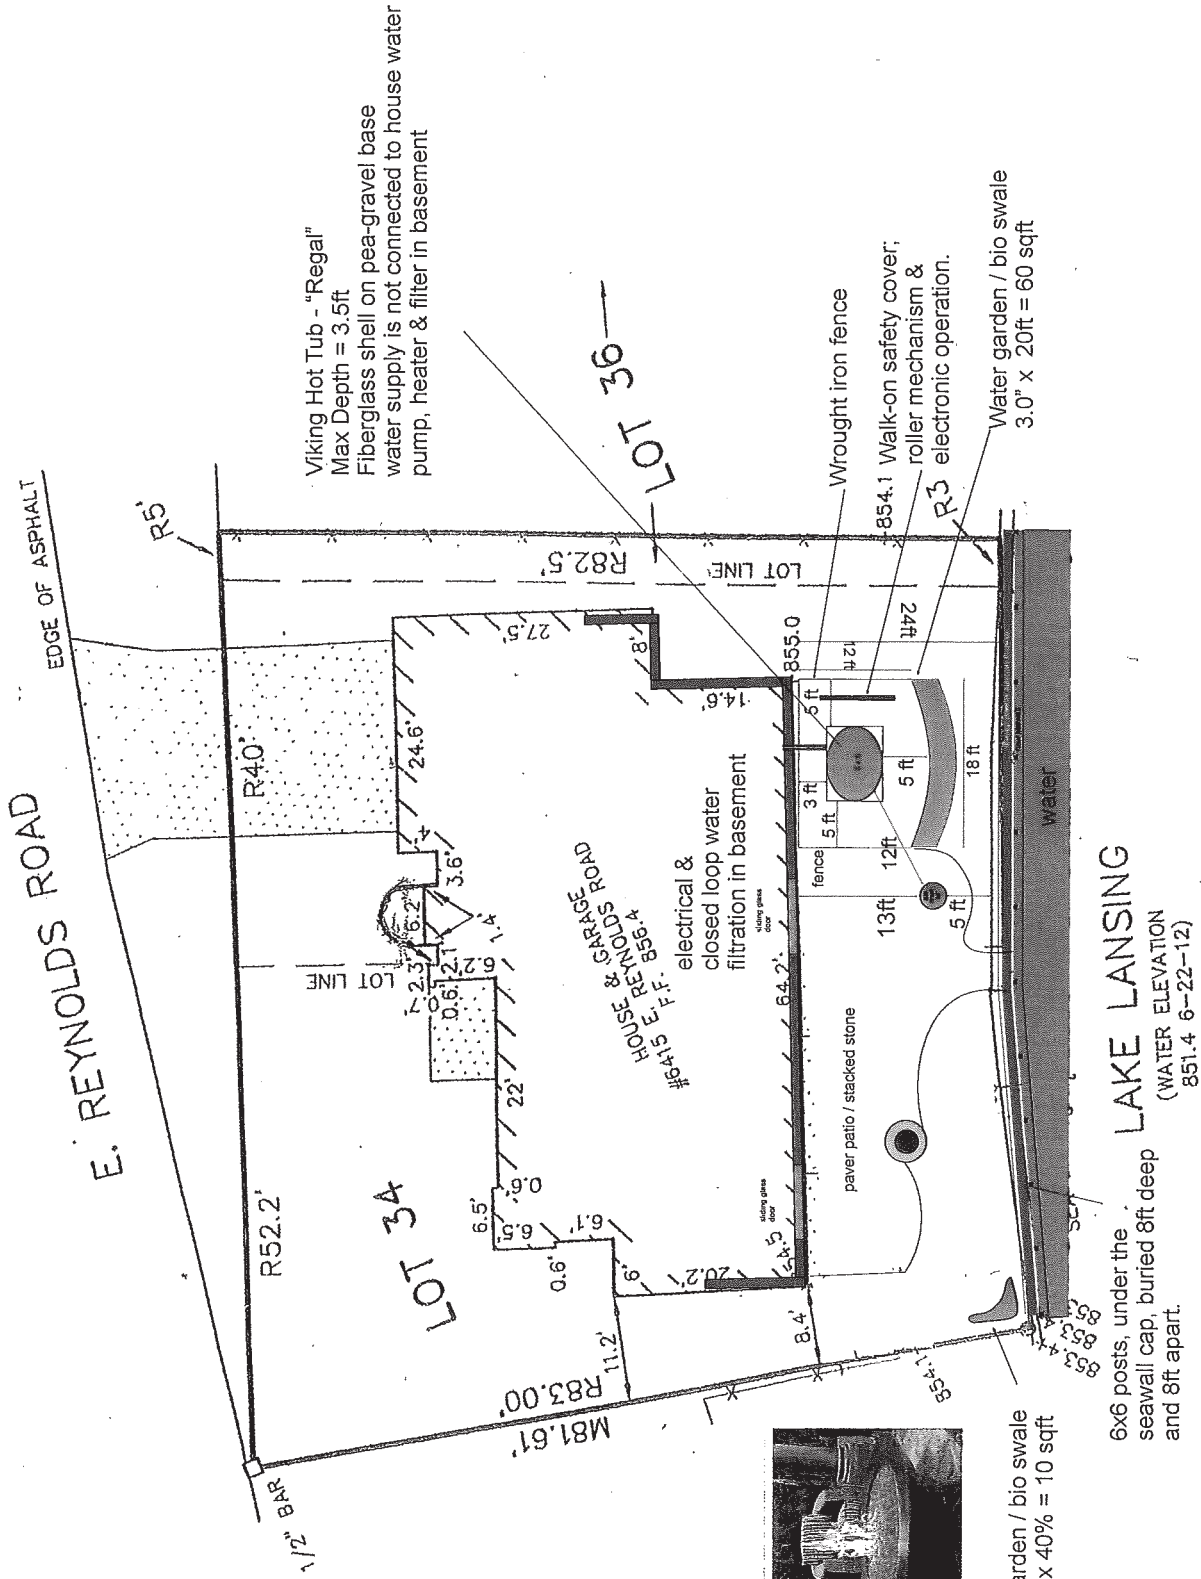 E. REYNOLDS ROAD
EDGE OF ASPHALT
R5'
1/2" BAR
R52.2'
R40'
LOT 34
LOT 36
LOT LINE
LOT LINE
R82.5'
R83.00'
M81.61'
Viking Hot Tub - "Regal"
Max Depth = 3.5ft
Fiberglass shell on pea-gravel base
water supply is not connected to house water
pump, heater & filter in basement
Wrought iron fence
854.1 Walk-on safety cover;
roller mechanism &
electronic operation.
R3
Water garden / bio swale
3.0" x 20ft = 60 sqft
24.6'
27.5'
8'
14.6'
3.6'
6.2'
1.4'
2.1'
2.3'
0.7'
0.6'
6.2'
22'
0.6'
6.5'
6.5'
0.6'
6.1'
6'
20.2'
11.2'
8.4'
64.2'
HOUSE & GARAGE
#6415 E. REYNOLDS ROAD
F.F. 856.4
electrical &
closed loop water
filtration in basement
sliding glass
door
sliding glass
door
855.0
24ft
12ft
5 ft
3 ft
5 ft
5 ft
18 ft
fence
12ft
13ft
5 ft
paver patio / stacked stone
854.1
853.4
853.4
853
water
LAKE LANSING
(WATER ELEVATION
851.4 6-22-12)
6x6 posts, under the
seawall cap, buried 8ft deep
and 8ft apart.
arden / bio swale
x 40% = 10 sqft